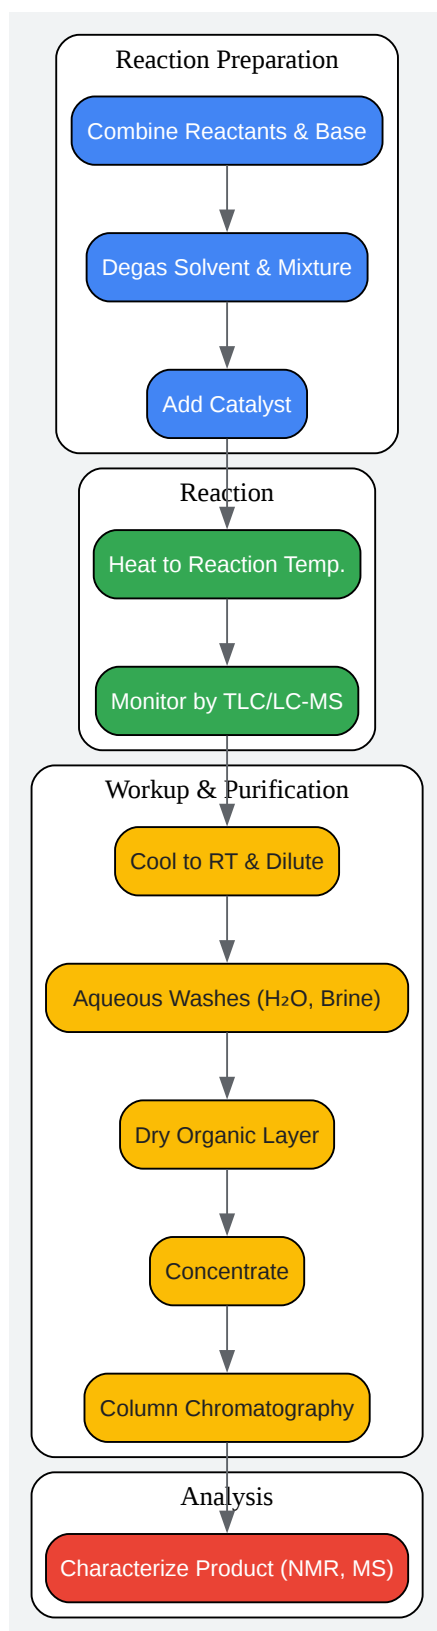 Reaction Preparation
Combine Reactants & Base
Degas Solvent & Mixture
Add Catalyst
Reaction
Heat to Reaction Temp.
Monitor by TLC/LC-MS
Workup & Purification
Cool to RT & Dilute
Aqueous Washes (H₂O, Brine)
Dry Organic Layer
Concentrate
Column Chromatography
Analysis
Characterize Product (NMR, MS)